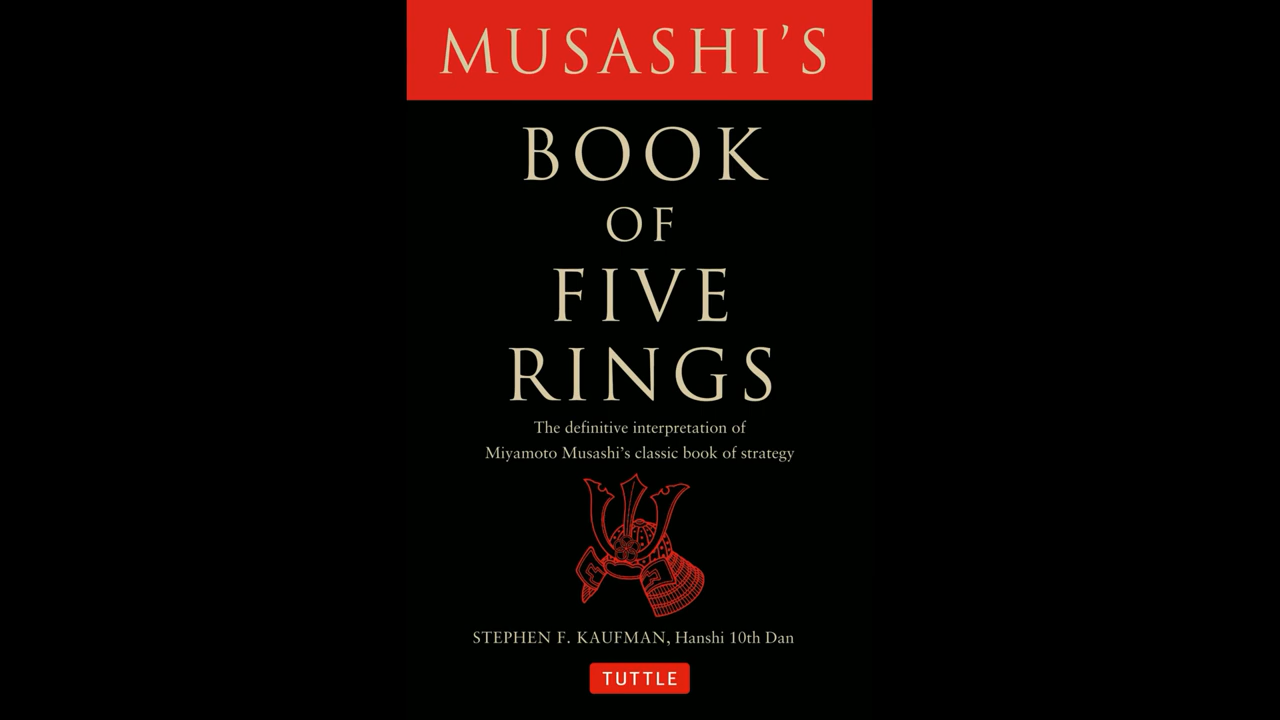 MUSASHI'S
BOOK
OF
FIVE
RINGS
The definitive interpretation of
Miyamoto Musashi's classic book of strategy
STEPHEN F. KAUFMAN, Hanshi 10th Dan
TUTTLE